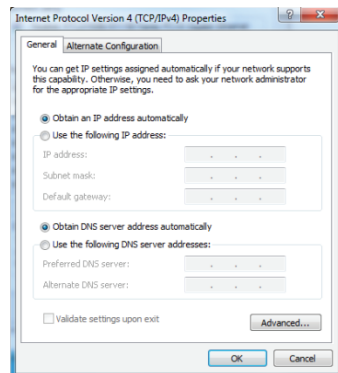 Internet Protocol Version 4 (TCP/IPv4) Properties
General Alternate Configuration
You can get IP settings assigned automatically if your network supports
this capability. Otherwise, you need to ask your network administrator
for the appropriate IP settings.
Obtain an IP address automatically
Use the following IP address:
IP address:
Subnet mask:
Default gateway:
Obtain DNS server address automatically
Use the following DNS server addresses:
Preferred DNS server:
Alternate DNS server:
Validate settings upon exit
Advanced...
OK Cancel